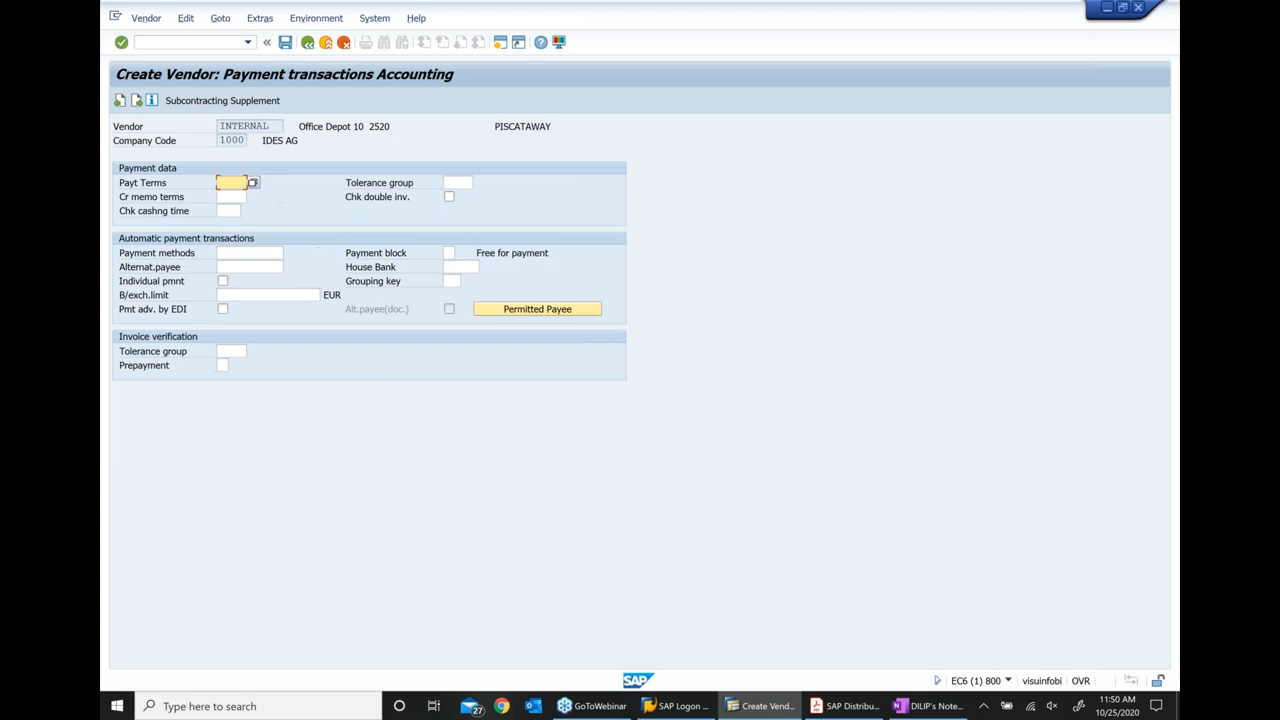 Vendor Edit Goto Extras Environment System Help
Create Vendor: Payment transactions Accounting
Subcontracting Supplement
Vendor INTERNAL Office Depot 10 2520 PISCATAWAY
Company Code 1000 IDES AG
Payment data
Payt Terms Tolerance group
Cr memo terms Chk double inv.
Chk cashng time
Automatic payment transactions
Payment methods Payment block Free for payment
Alternat.payee House Bank
Individual pmnt Grouping key
B/exch.limit EUR
Pmt adv. by EDI Alt.payee(doc.) Permitted Payee
Invoice verification
Tolerance group
Prepayment
SAP EC6 (1) 800 visuinfobi OVR
Type here to search 27 GoToWebinar SAP Logon ... Create Vend... SAP Distribu... DILIP's Note... 11:50 AM
10/25/2020